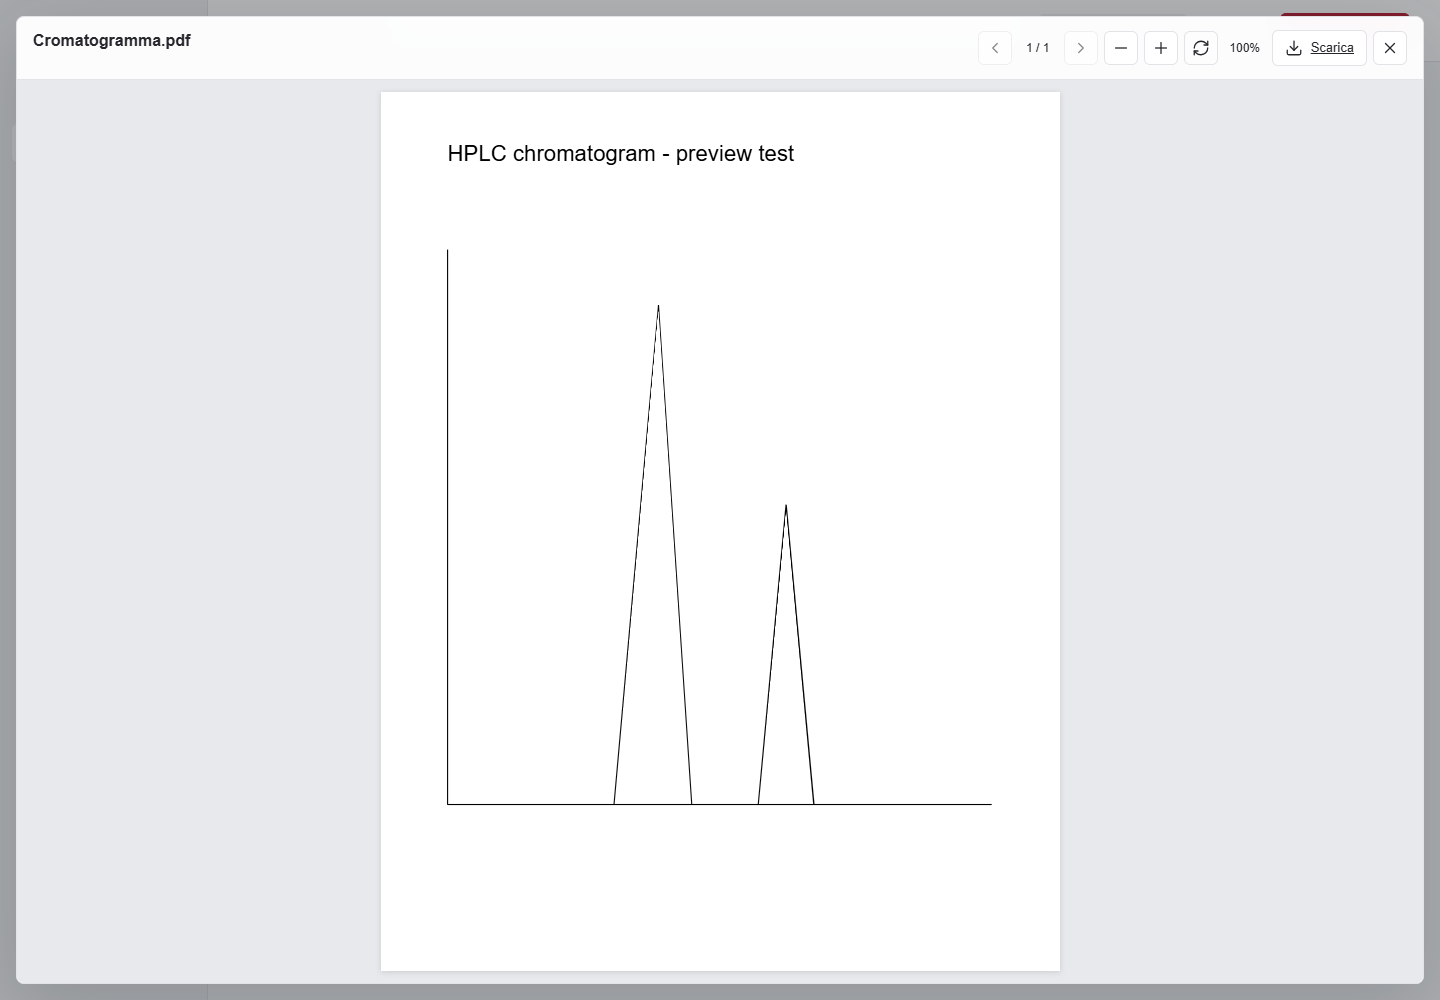 Cromatogramma.pdf
1 / 1
100%
Scarica
HPLC chromatogram - preview test